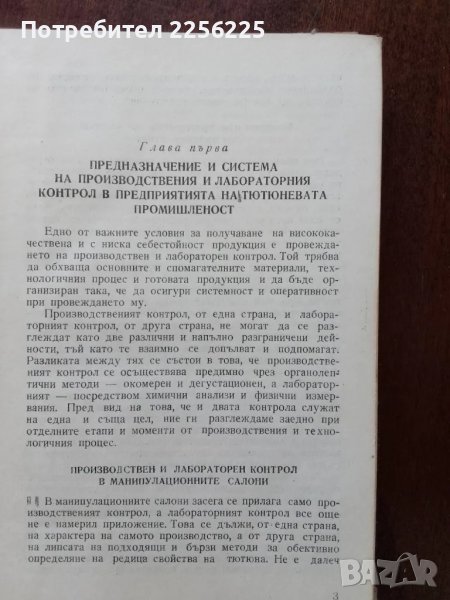 Потребител 2256225
Глава първа
ПРЕДНАЗНАЧЕНИЕ И СИСТЕМА
НА ПРОИЗВОДСТВЕНИЯ И ЛАБОРАТОРНИЯ
КОНТРОЛ В ПРЕДПРИЯТИЯТА НА ТЮТЮНЕВАТА
ПРОМИШЛЕНОСТ
Едно от важните условия за получаване на висококачествена
и с ниска себестойност продукция е провеждането
на производствен и лабораторен контрол. Той трябва
да обхваща основните и спомагателните материали, технологичния
процес и готовата продукция и да бъде организиран
така, че да осигури системност и оперативност
при провеждането му.
Производственият контрол, от една страна, и лабораторният
контрол, от друга страна, не могат да се разглеждат
като две различни и напълно разграничени дейности,
тъй като те взаимно се допълват и подпомагат.
Разликата между тях се състои в това, че производственият
контрол се осъществява предимно чрез органолептични
методи — окомерен и дегустационен, а лабораторният
— посредством химични анализи и физични измервания.
Пред вид на това, че и двата контрола служат
на една и съща цел, ние ги разглеждаме заедно при
отделните етапи и моменти от производствения и технологичния
процес.
ПРОИЗВОДСТВЕН И ЛАБОРАТОРЕН КОНТРОЛ
В МАНИПУЛАЦИОННИТЕ САЛОНИ
В манипулационните салони засега се прилага само производственият
контрол, а лабораторният контрол все още
не е намерил приложение. Това се дължи, от една страна,
на характера на самото производство, а от друга страна,
на липсата на подходящи и бързи методи за обективно
определяне на редица свойства на тютюна. Не е далеч
3
BAZAR.bg